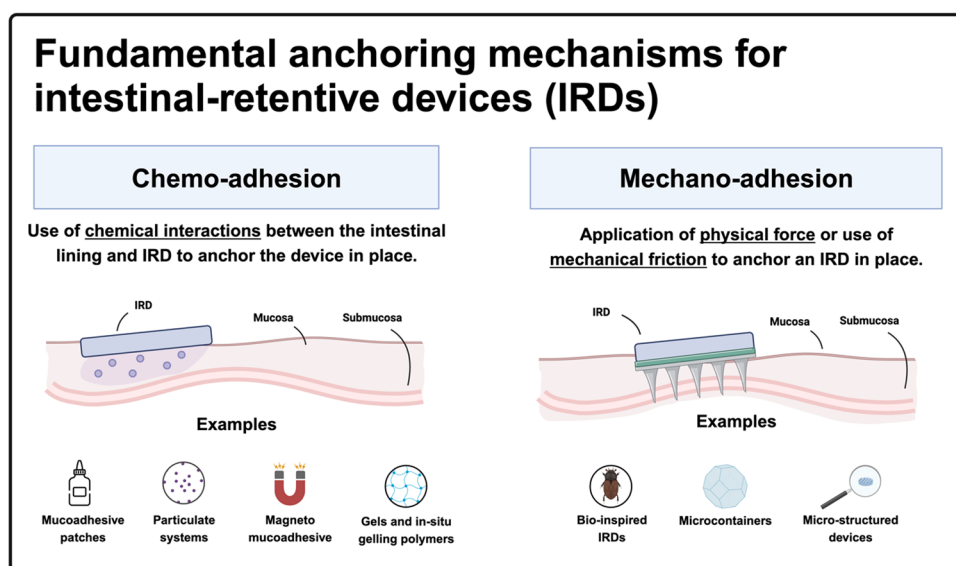 Fundamental anchoring mechanisms for
intestinal-retentive devices (IRDs)
Chemo-adhesion
Use of chemical interactions between the intestinal
lining and IRD to anchor the device in place.
IRD
Mucosa
Submucosa
Examples
Mucoadhesive
patches
Particulate
systems
Magneto
mucoadhesive
Gels and in-situ
gelling polymers
Mechano-adhesion
Application of physical force or use of
mechanical friction to anchor an IRD in place.
IRD
Mucosa
Submucosa
Examples
Bio-inspired
IRDs
Microcontainers
Micro-structured
devices